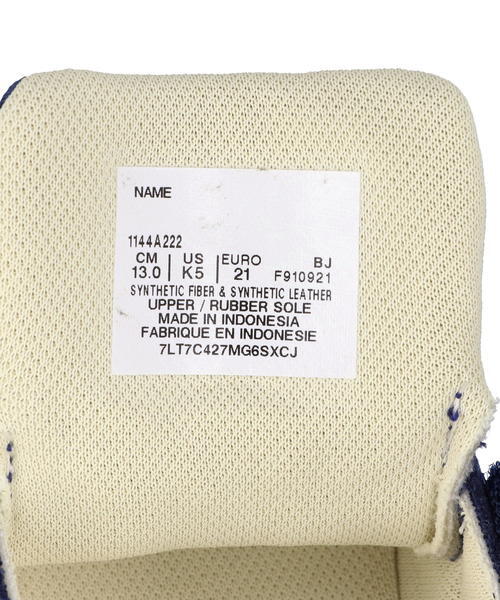 NAME
1144A222
CM US EURO BJ
13.0 K5 21 F910921
SYNTHETIC FIBER & SYNTHETIC LEATHER
UPPER / RUBBER SOLE
MADE IN INDONESIA
FABRIQUE EN INDONESIE
7LT7C427MG6SXCJ